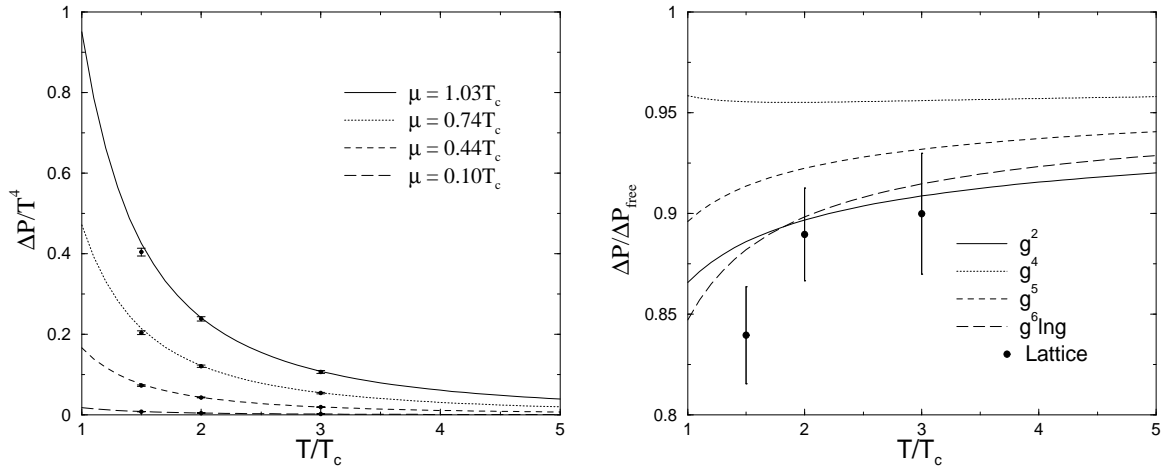 ΔP/T⁴
1
0.8
0.6
0.4
0.2
0
1
2
3
4
5
T/T_c
μ = 1.03T_c
μ = 0.74T_c
μ = 0.44T_c
μ = 0.10T_c
ΔP/ΔP_free
1
0.95
0.9
0.85
0.8
1
2
3
4
5
T/T_c
g²
g⁴
g⁵
g⁶lng
Lattice